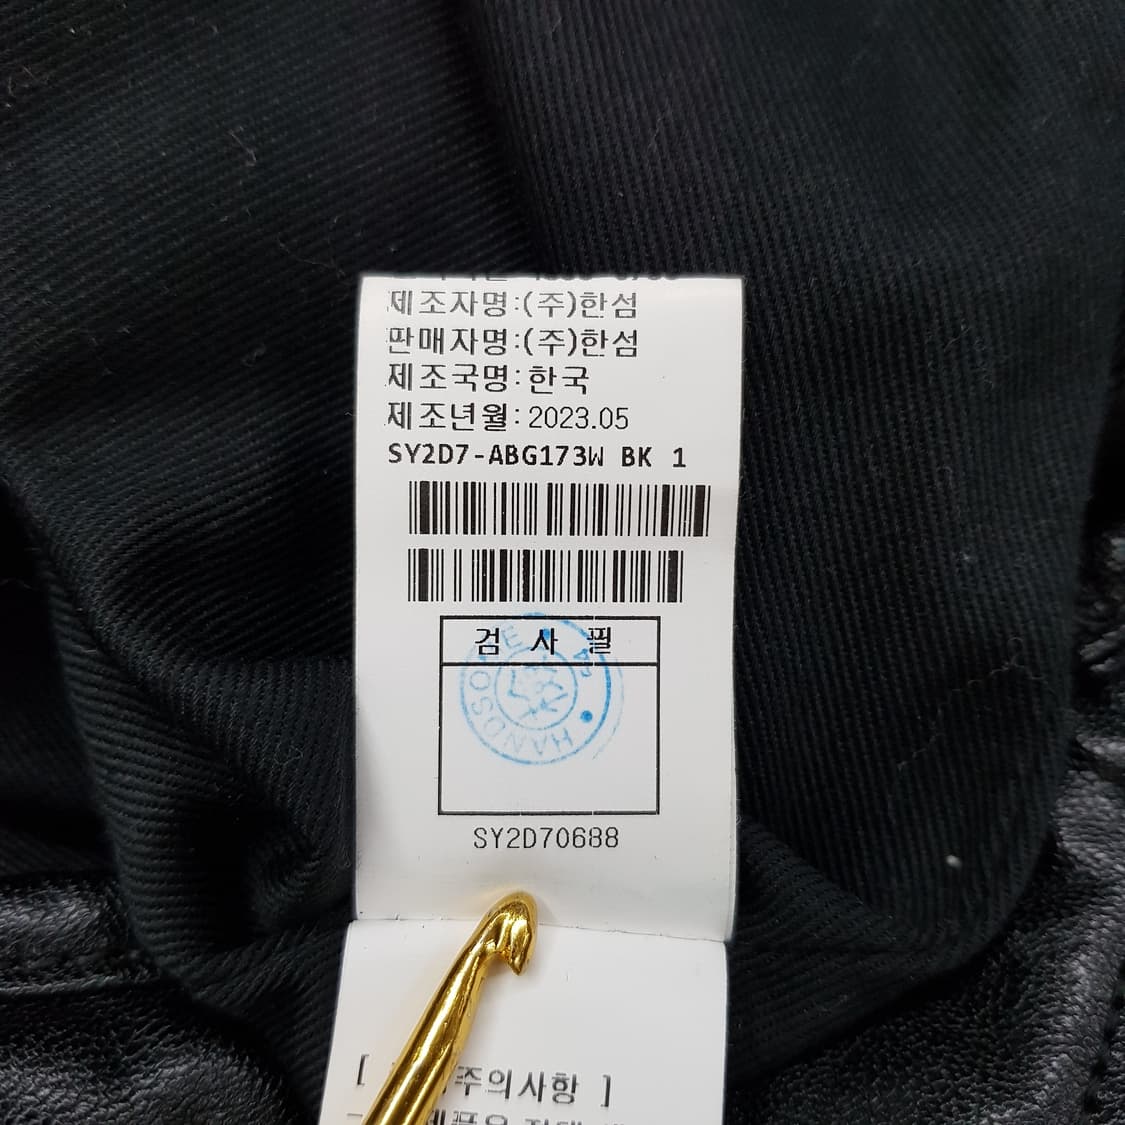 제조자명:(주)한섬
판매자명:(주)한섬
제조국명:한국
제조년월:2023.05
SY2D7-ABG173W BK 1
검 사 필
HANDSOME
SY2D70688
[ 주의사항 ]